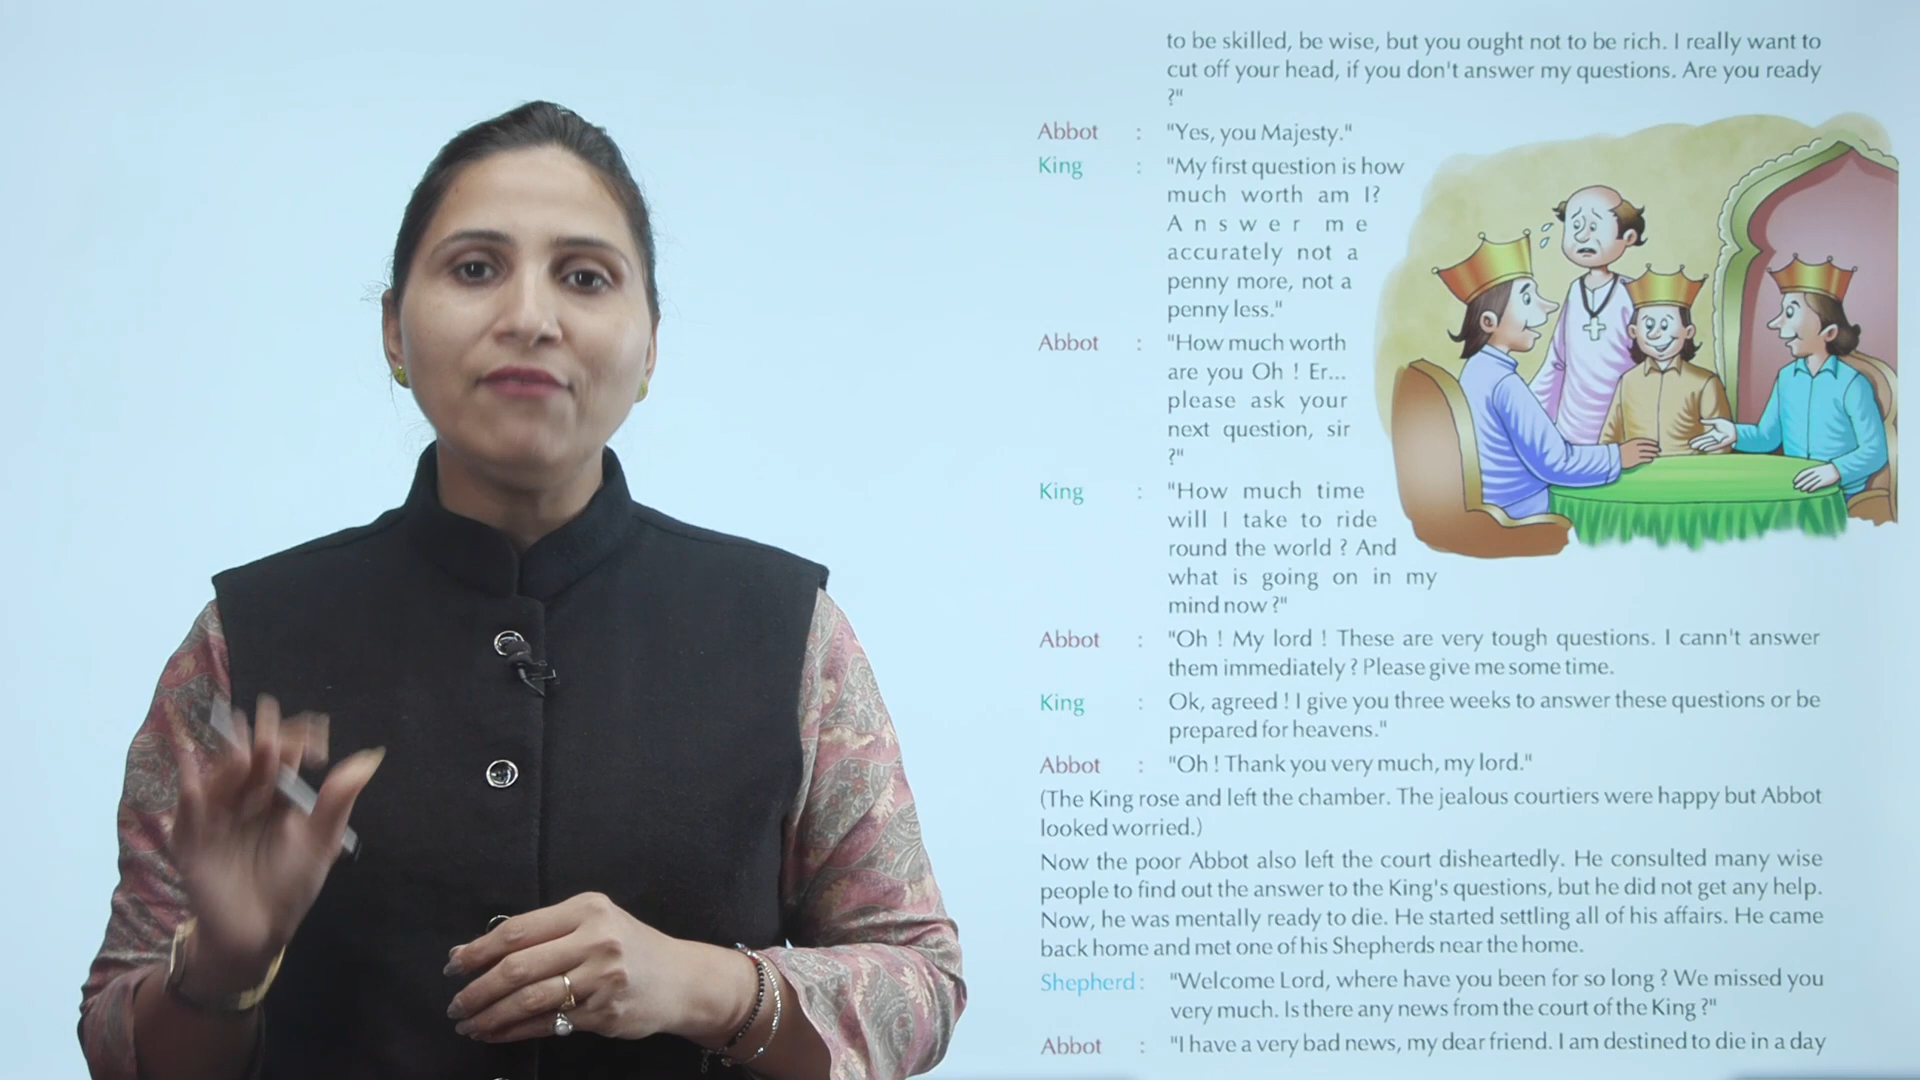 to be skilled, be wise, but you ought not to be rich. I really want to
cut off your head, if you don't answer my questions. Are you ready
?"
Abbot : "Yes, you Majesty."
King : "My first question is how
much worth am I?
Answer me
accurately not a
penny more, not a
penny less."
Abbot : "How much worth
are you Oh ! Er...
please ask your
next question, sir
?"
King : "How much time
will I take to ride
round the world ? And
what is going on in my
mind now ?"
Abbot : "Oh ! My lord ! These are very tough questions. I cann't answer
them immediately ? Please give me some time.
King : Ok, agreed ! I give you three weeks to answer these questions or be
prepared for heavens."
Abbot : "Oh ! Thank you very much, my lord."
(The King rose and left the chamber. The jealous courtiers were happy but Abbot
looked worried.)
Now the poor Abbot also left the court disheartedly. He consulted many wise
people to find out the answer to the King's questions, but he did not get any help.
Now, he was mentally ready to die. He started settling all of his affairs. He came
back home and met one of his Shepherds near the home.
Shepherd : "Welcome Lord, where have you been for so long ? We missed you
very much. Is there any news from the court of the King ?"
Abbot : "I have a very bad news, my dear friend. I am destined to die in a day